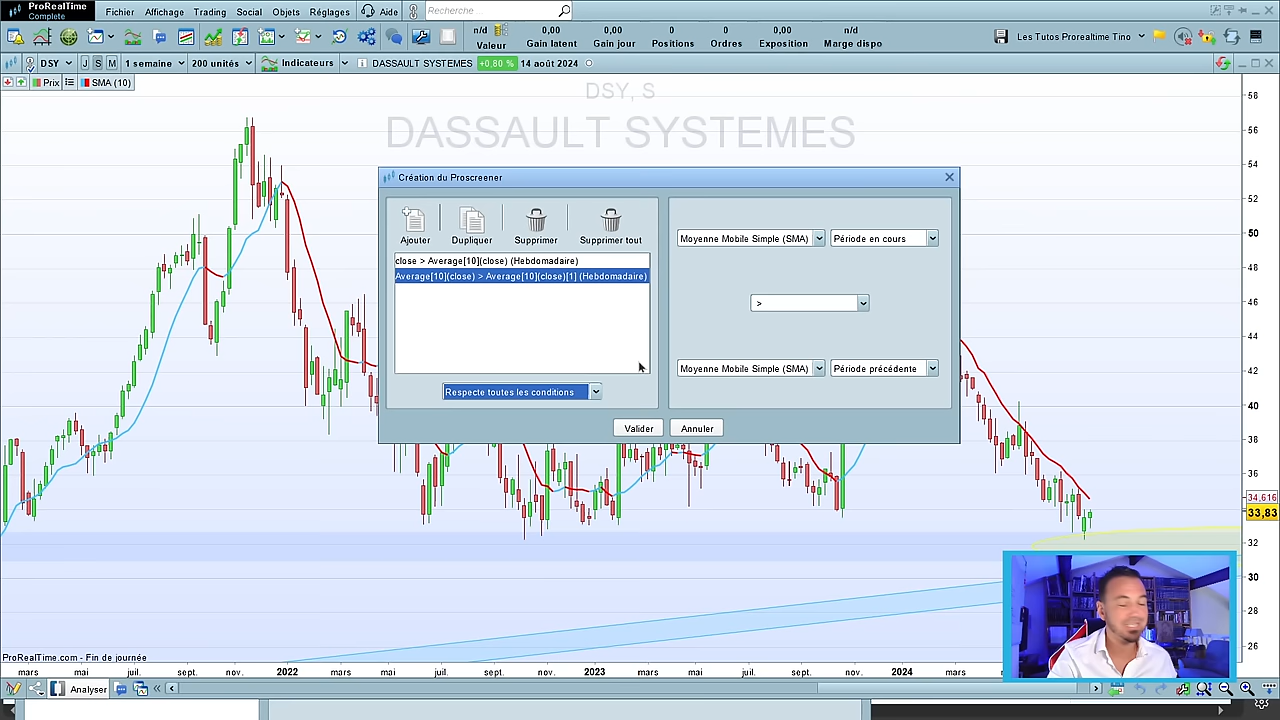 ProRealTime
Complete
Fichier Affichage Trading Social Objets Réglages Aide Recherche ...
n/d
Valeur
0,00
Gain latent
0,00
Gain jour
0
Positions
0
Ordres
0,00
Exposition
n/d
Marge dispo
Les Tutos Prorealtime Tino
DSY J S M 1 semaine 200 unités Indicateurs i DASSAULT SYSTEMES +0,80 % 14 août 2024
Prix SMA (10)
DSY, S
DASSAULT SYSTEMES
Création du Proscreener
Ajouter Dupliquer Supprimer Supprimer tout
close > Average[10](close) (Hebdomadaire)
Average[10](close) > Average[10](close)[1] (Hebdomadaire)
Respecte toutes les conditions
Moyenne Mobile Simple (SMA) Période en cours
>
Moyenne Mobile Simple (SMA) Période précédente
Valider Annuler
58
56
54
52
50
48
46
44
42
40
38
36
34,616
33,83
32
30
28
26
ProRealTime.com - Fin de journée
mars mai juil. sept. nov. 2022 mars mai juil. sept. nov. 2023 mars mai juil. sept. nov. 2024 mars
Analyser